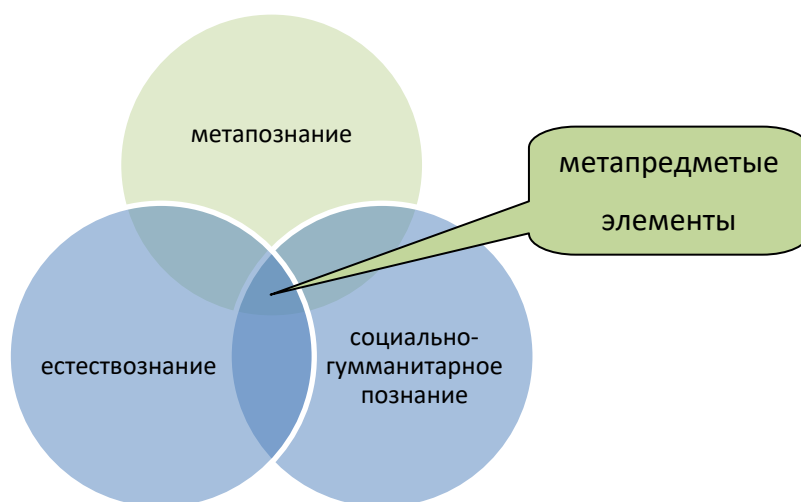 метапознание
метапредметые
элементы
естествознание
социально-
гумманитарное
познание